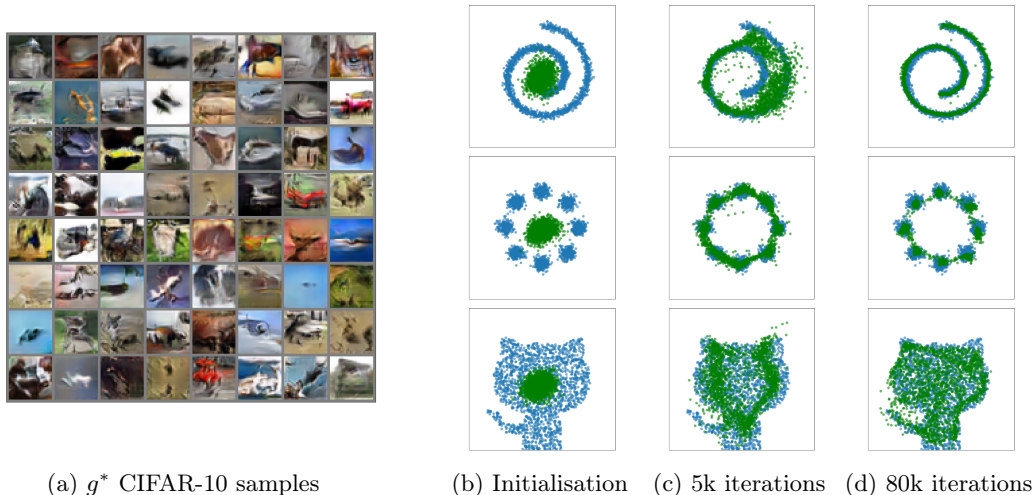 (a) g* CIFAR-10 samples
(b) Initialisation
(c) 5k iterations
(d) 80k iterations